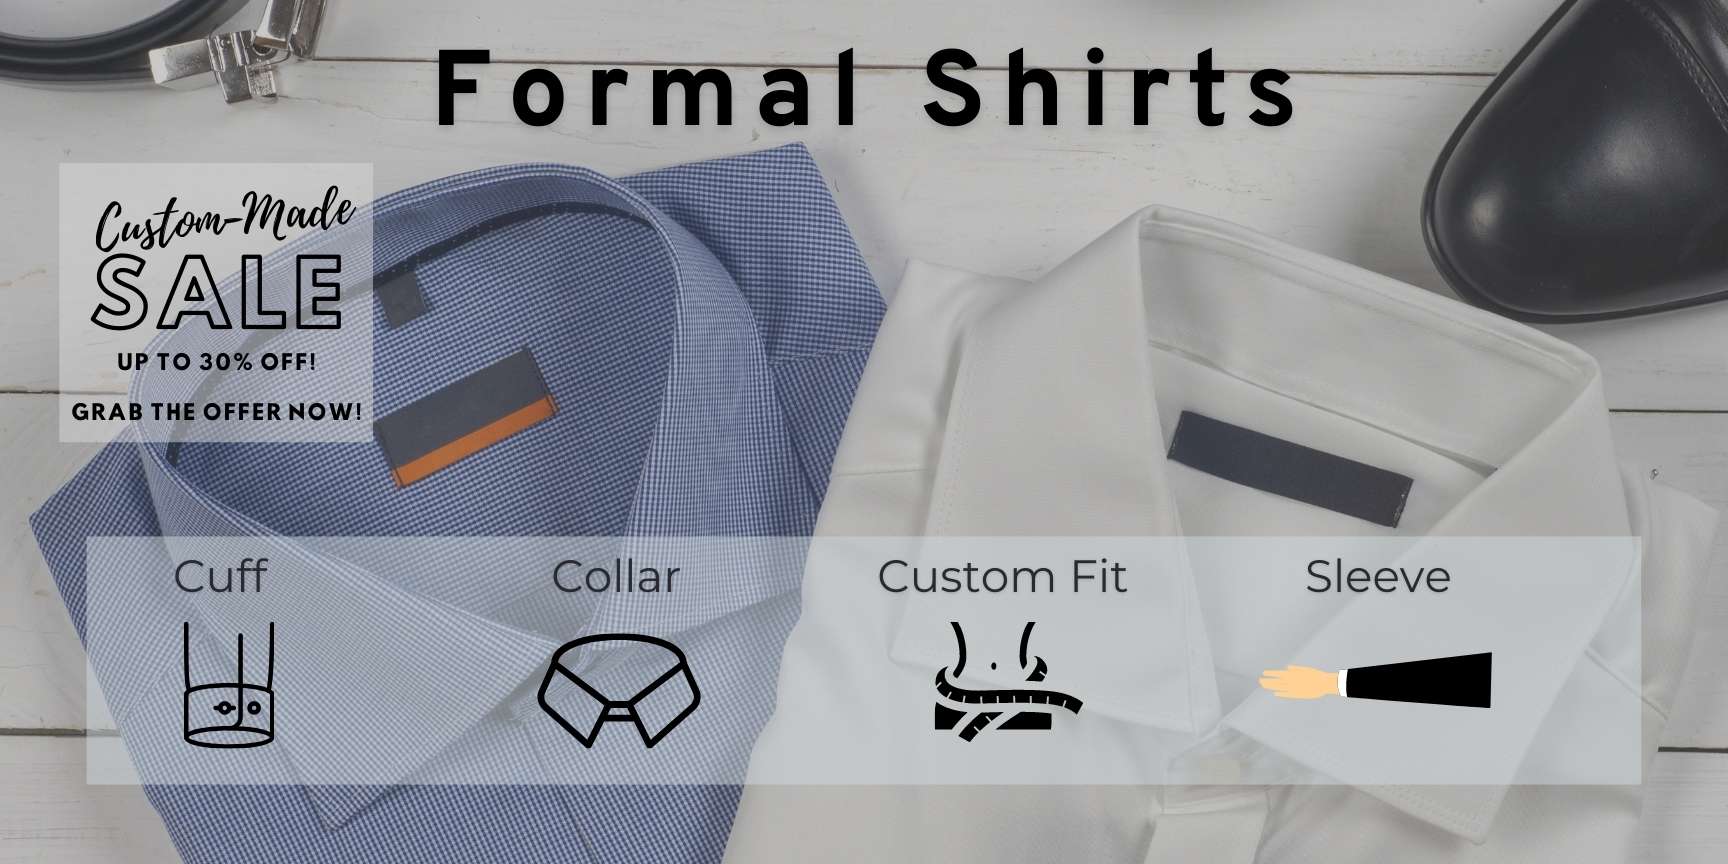 Formal Shirts
Custom-Made
SALE
UP TO 30% OFF!
GRAB THE OFFER NOW!
Cuff
Collar
Custom Fit
Sleeve